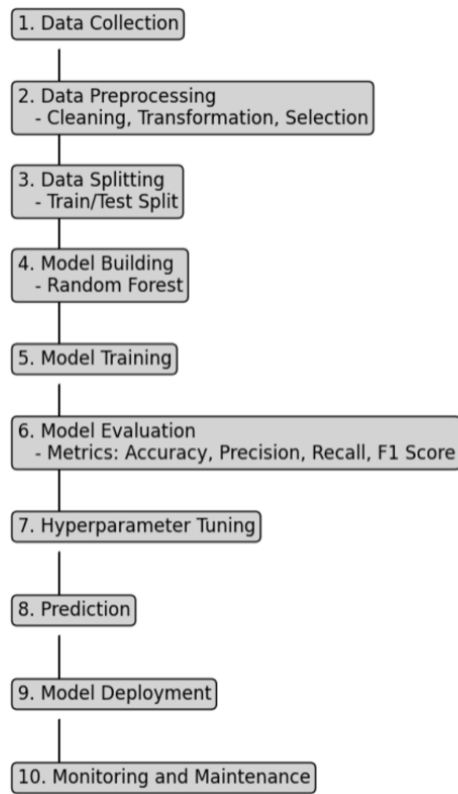 1. Data Collection
2. Data Preprocessing
- Cleaning, Transformation, Selection
3. Data Splitting
- Train/Test Split
4. Model Building
- Random Forest
5. Model Training
6. Model Evaluation
- Metrics: Accuracy, Precision, Recall, F1 Score
7. Hyperparameter Tuning
8. Prediction
9. Model Deployment
10. Monitoring and Maintenance